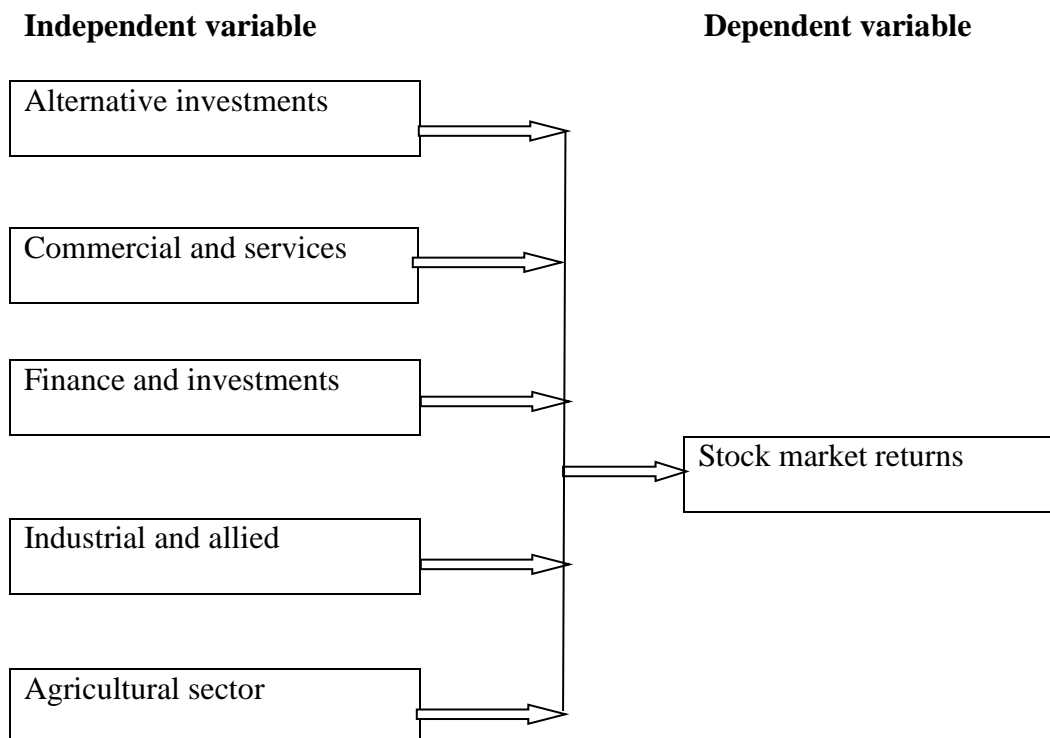 Independent variable
Dependent variable
Alternative investments
Commercial and services
Finance and investments
Stock market returns
Industrial and allied
Agricultural sector